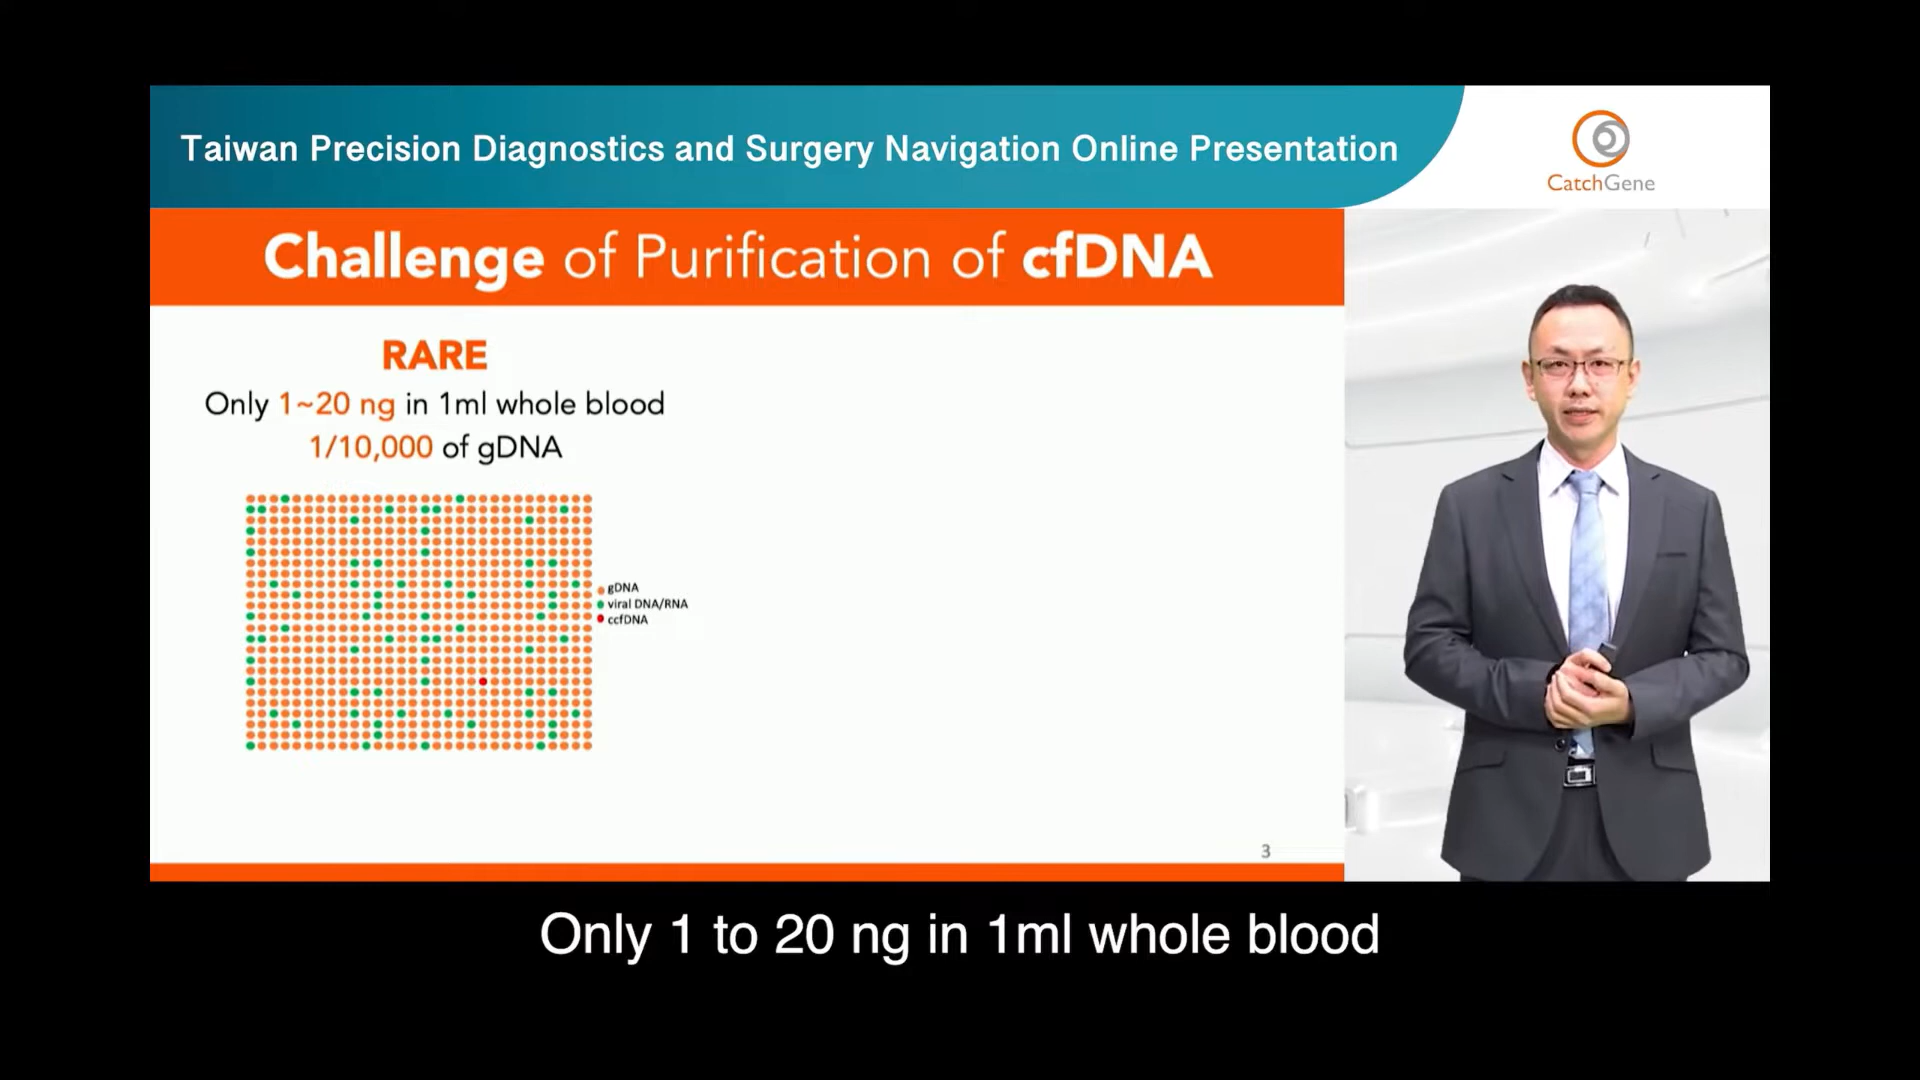 Taiwan Precision Diagnostics and Surgery Navigation Online Presentation
CatchGene
Challenge of Purification of cfDNA
RARE
Only 1~20 ng in 1ml whole blood
1/10,000 of gDNA
gDNA
viral DNA/RNA
ccfDNA
3
Only 1 to 20 ng in 1ml whole blood